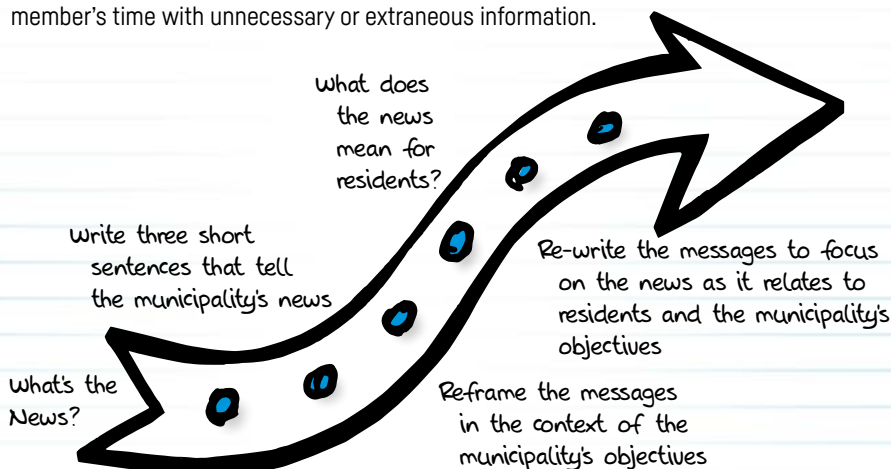 member's time with unnecessary or extraneous information.
What does
the news
mean for
residents?
Write three short
sentences that tell
the municipality's news
Re-write the messages to focus
on the news as it relates to
residents and the municipality's
objectives
What's the
News?
Reframe the messages
in the context of the
municipality's objectives